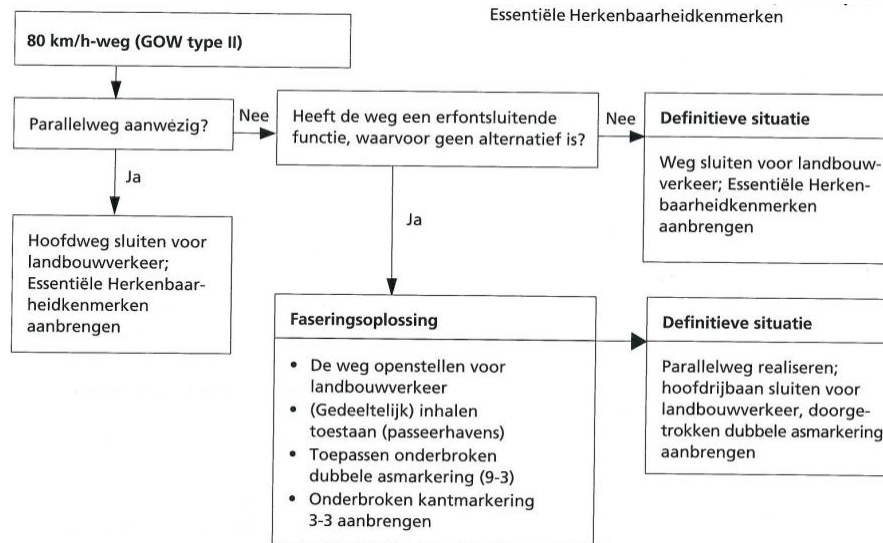 Essentiële Herkenbaarheidkenmerken
80 km/h-weg (GOW type II)
Parallelweg aanwezig?
Nee
Heeft de weg een erfontsluitende
functie, waarvoor geen alternatief is?
Nee
Definitieve situatie
Weg sluiten voor landbouw-
verkeer; Essentiële Herken-
baarheidkenmerken
aanbrengen
Ja
Hoofdweg sluiten voor
landbouwverkeer;
Essentiële Herkenbaar-
heidkenmerken
aanbrengen
Ja
Faseringsoplossing
• De weg openstellen voor
landbouwverkeer
• (Gedeeltelijk) inhalen
toestaan (passeerhavens)
• Toepassen onderbroken
dubbele asmarkering (9-3)
• Onderbroken kantmarkering
3-3 aanbrengen
Definitieve situatie
Parallelweg realiseren;
hoofdrijbaan sluiten voor
landbouwverkeer, doorge-
trokken dubbele asmarkering
aanbrengen